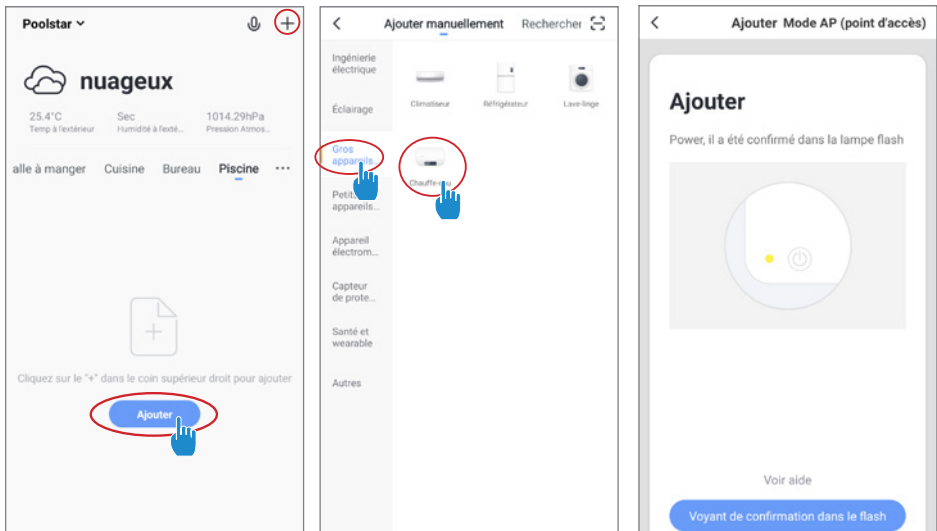 Poolstar
nuageux
25.4°C Sec 1014.29hPa
Temp à l'extérieur Humidité à l'exté... Pression Atmos...
alle à manger Cuisine Bureau Piscine ...
Cliquez sur le "+" dans le coin supérieur droit pour ajouter
Ajouter
Ajouter manuellement Rechercher
Ingénierie
électrique
Éclairage
Gros
appareils...
Petits
appareils...
Appareil
électrom...
Capteur
de prote...
Santé et
wearable
Autres
Climatiseur Réfrigérateur Lave-linge
Chauffe-eau
Ajouter Mode AP (point d'accès)
Ajouter
Power, il a été confirmé dans la lampe flash
Voir aide
Voyant de confirmation dans le flash